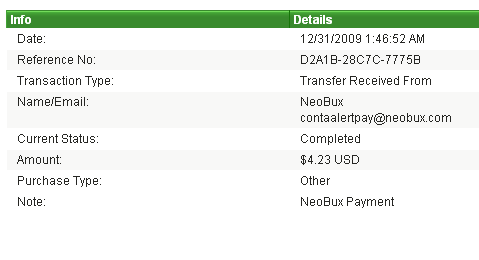 Info Details
Date: 12/31/2009 1:46:52 AM
Reference No: D2A1B-28C7C-7775B
Transaction Type: Transfer Received From
Name/Email: NeoBux
contaalertpay@neobux.com
Current Status: Completed
Amount: $4.23 USD
Purchase Type: Other
Note: NeoBux Payment